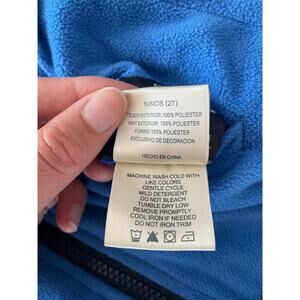 NINOS (2T)
TEJIDO EXTERIOR: 100% POLIESTER
KNIT EXTERIOR: 100% POLIESTER
FORRO: 100% POLIESTER
EXCLUSIVO DE DECORACION
HECHO EN CHINA
MACHINE WASH COLD WITH
LIKE COLORS
GENTLE CYCLE
MILD DETERGENT
DO NOT BLEACH
TUMBLE DRY LOW
REMOVE PROMPTLY
COOL IRON IF NEEDED
DO NOT IRON TRIM